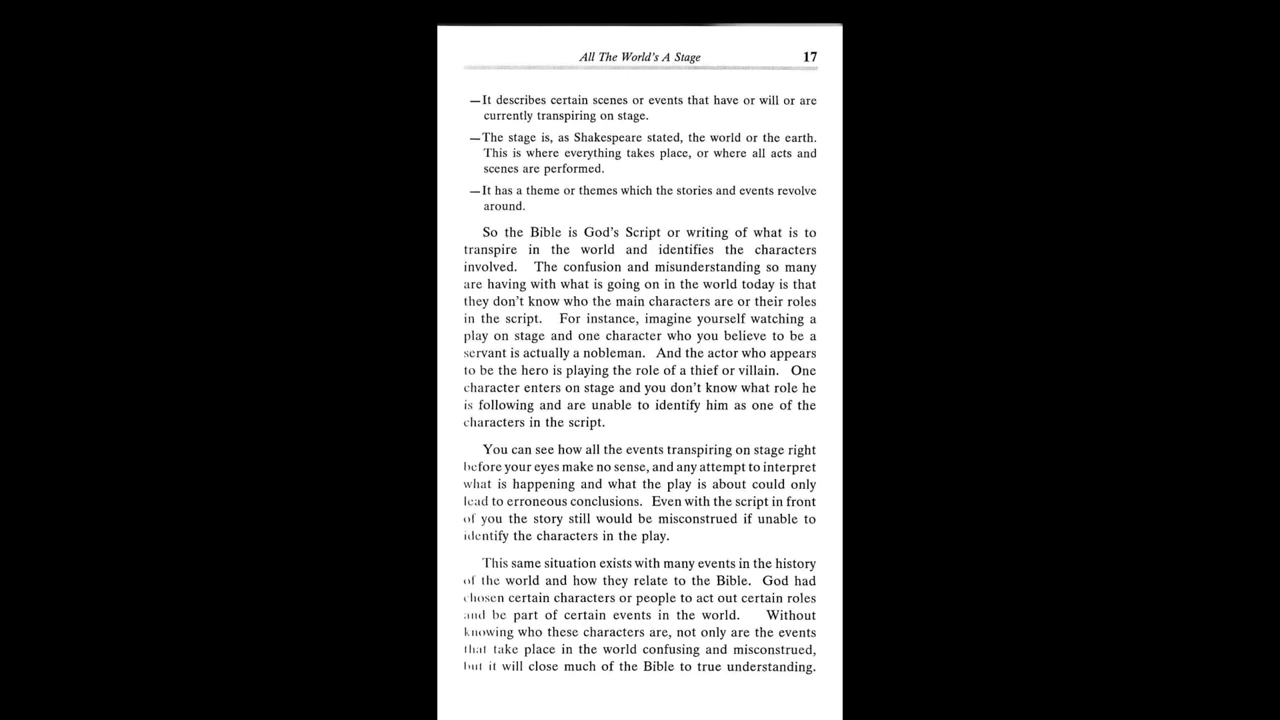 All The World's A Stage 17
—It describes certain scenes or events that have or will or are
currently transpiring on stage.
—The stage is, as Shakespeare stated, the world or the earth.
This is where everything takes place, or where all acts and
scenes are performed.
—It has a theme or themes which the stories and events revolve
around.
So the Bible is God's Script or writing of what is to
transpire in the world and identifies the characters
involved. The confusion and misunderstanding so many
are having with what is going on in the world today is that
they don't know who the main characters are or their roles
in the script. For instance, imagine yourself watching a
play on stage and one character who you believe to be a
servant is actually a nobleman. And the actor who appears
to be the hero is playing the role of a thief or villain. One
character enters on stage and you don't know what role he
is following and are unable to identify him as one of the
characters in the script.
You can see how all the events transpiring on stage right
before your eyes make no sense, and any attempt to interpret
what is happening and what the play is about could only
lead to erroneous conclusions. Even with the script in front
of you the story still would be misconstrued if unable to
identify the characters in the play.
This same situation exists with many events in the history
of the world and how they relate to the Bible. God had
chosen certain characters or people to act out certain roles
and be part of certain events in the world. Without
knowing who these characters are, not only are the events
that take place in the world confusing and misconstrued,
but it will close much of the Bible to true understanding.